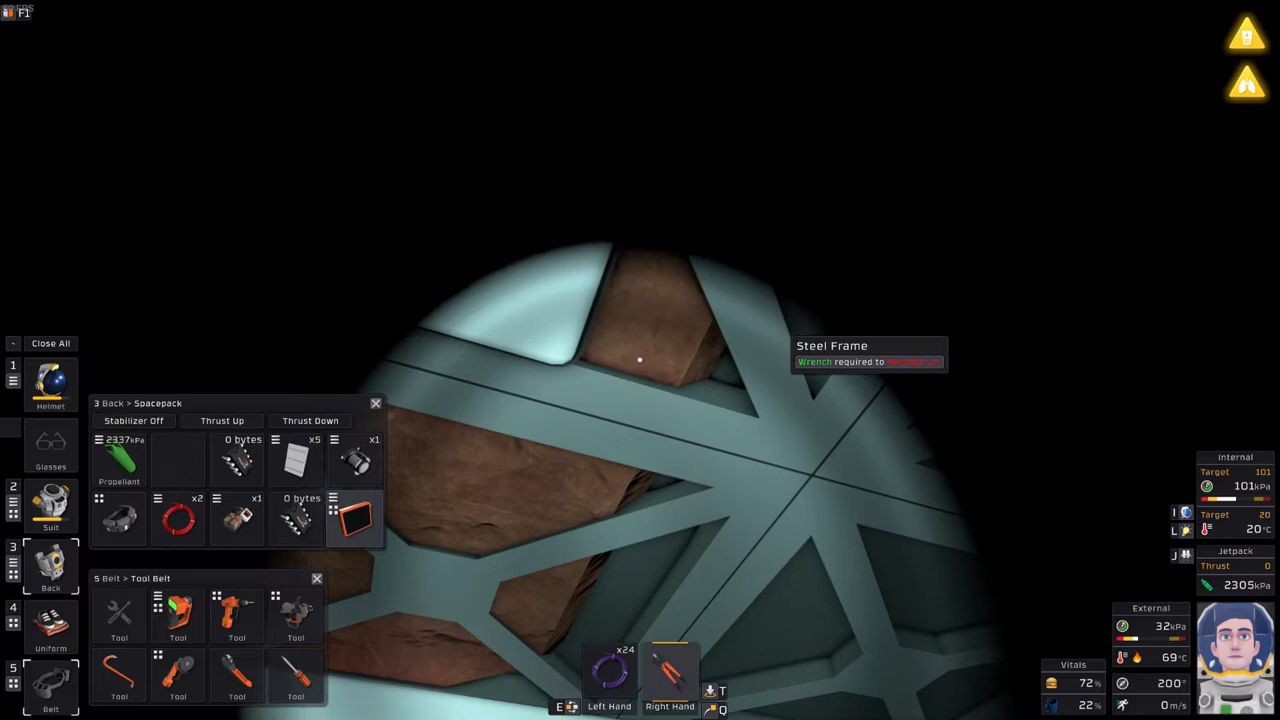 F1
Steel Frame
Wrench required to
Close All
1
Helmet
Glasses
2
Suit
3
Back
4
Uniform
5
Belt
3 Back > Spacepack
Stabilizer Off
Thrust Up
Thrust Down
2337kPa
Propellant
0 bytes
x5
x1
x2
x1
0 bytes
5 Belt > Tool Belt
Tool
Tool
Tool
Tool
Tool
Tool
Tool
Tool
x24
E
Left Hand
Right Hand
T
Q
Internal
Target 101
101kPa
Target 20
20°C
I
L
J
Jetpack
Thrust 0
2305kPa
External
32kPa
69°C
200°
0m/s
Vitals
72%
22%